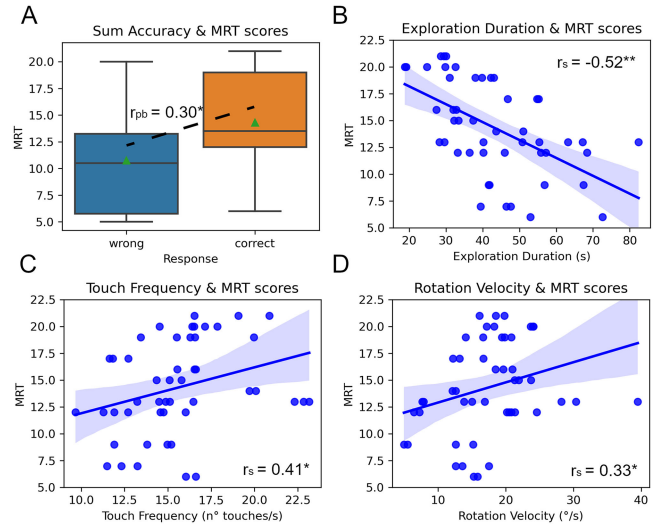 A
Sum Accuracy & MRT scores
MRT
20.0
17.5
15.0
12.5
10.0
7.5
5.0
rpb = 0.30*
wrong
correct
Response
B
Exploration Duration & MRT scores
MRT
22.5
20.0
17.5
15.0
12.5
10.0
7.5
5.0
rs = -0.52**
20 30 40 50 60 70 80
Exploration Duration (s)
C
Touch Frequency & MRT scores
MRT
22.5
20.0
17.5
15.0
12.5
10.0
7.5
5.0
rs = 0.41*
10.0 12.5 15.0 17.5 20.0 22.5
Touch Frequency (n° touches/s)
D
Rotation Velocity & MRT scores
MRT
22.5
20.0
17.5
15.0
12.5
10.0
7.5
5.0
rs = 0.33*
10 20 30 40
Rotation Velocity (°/s)